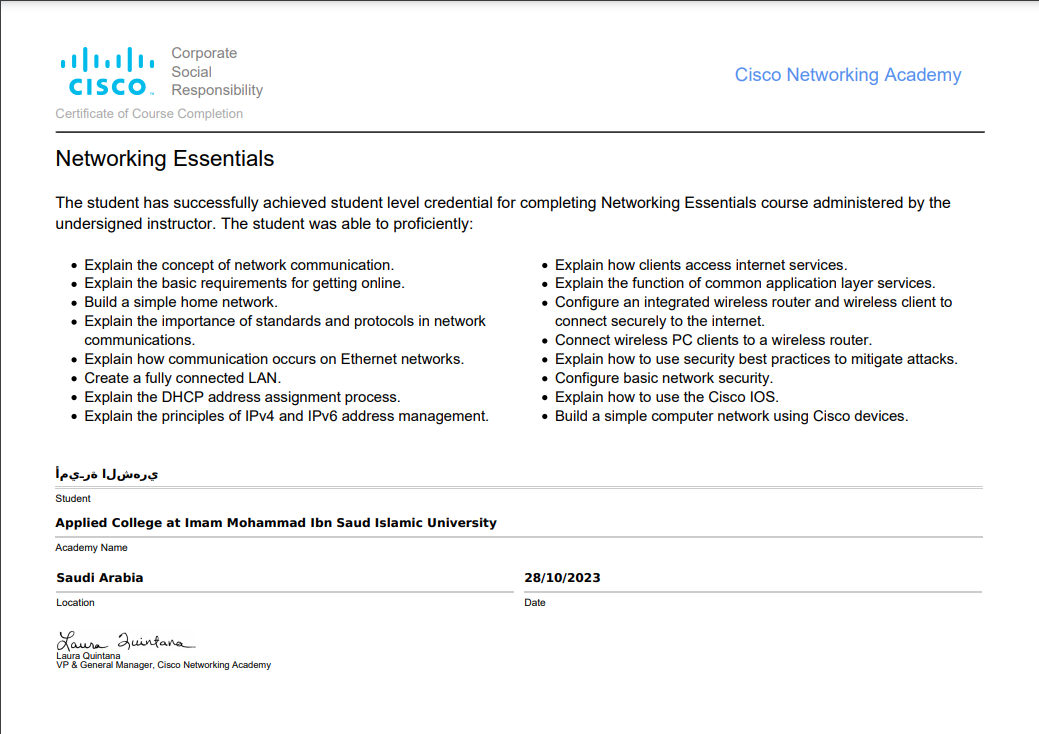 CISCO
Corporate
Social
Responsibility
Cisco Networking Academy
Certificate of Course Completion
Networking Essentials
The student has successfully achieved student level credential for completing Networking Essentials course administered by the
undersigned instructor. The student was able to proficiently:
• Explain the concept of network communication.
• Explain the basic requirements for getting online.
• Build a simple home network.
• Explain the importance of standards and protocols in network
communications.
• Explain how communication occurs on Ethernet networks.
• Create a fully connected LAN.
• Explain the DHCP address assignment process.
• Explain the principles of IPv4 and IPv6 address management.
• Explain how clients access internet services.
• Explain the function of common application layer services.
• Configure an integrated wireless router and wireless client to
connect securely to the internet.
• Connect wireless PC clients to a wireless router.
• Explain how to use security best practices to mitigate attacks.
• Configure basic network security.
• Explain how to use the Cisco IOS.
• Build a simple computer network using Cisco devices.
يرهشلا ةرـيمأ
Student
Applied College at Imam Mohammad Ibn Saud Islamic University
Academy Name
Saudi Arabia
Location
28/10/2023
Date
Laura Quintana
Laura Quintana
VP & General Manager, Cisco Networking Academy